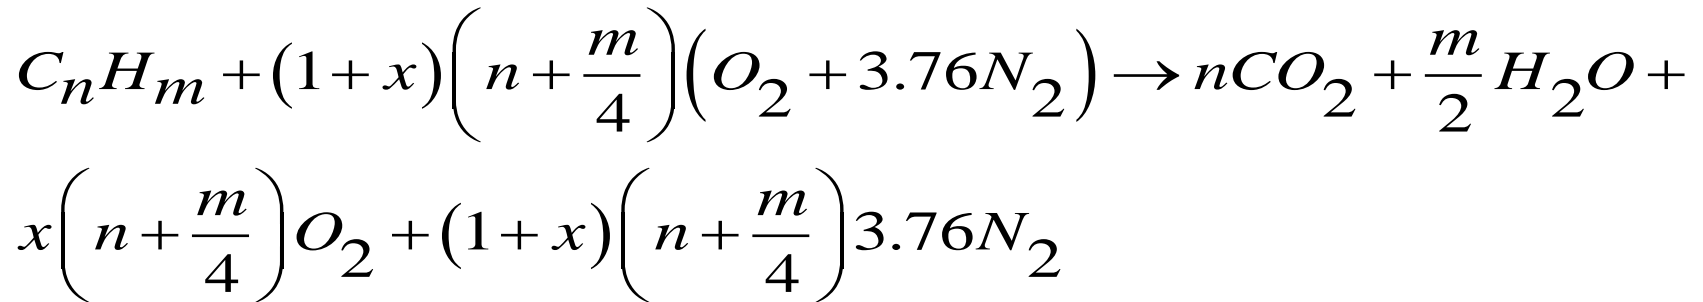 C_nH_m + (1 + x)(n + m/4)(O_2 + 3.76N_2) → nCO_2 + m/2 H_2O +
x(n + m/4)O_2 + (1 + x)(n + m/4)3.76N_2